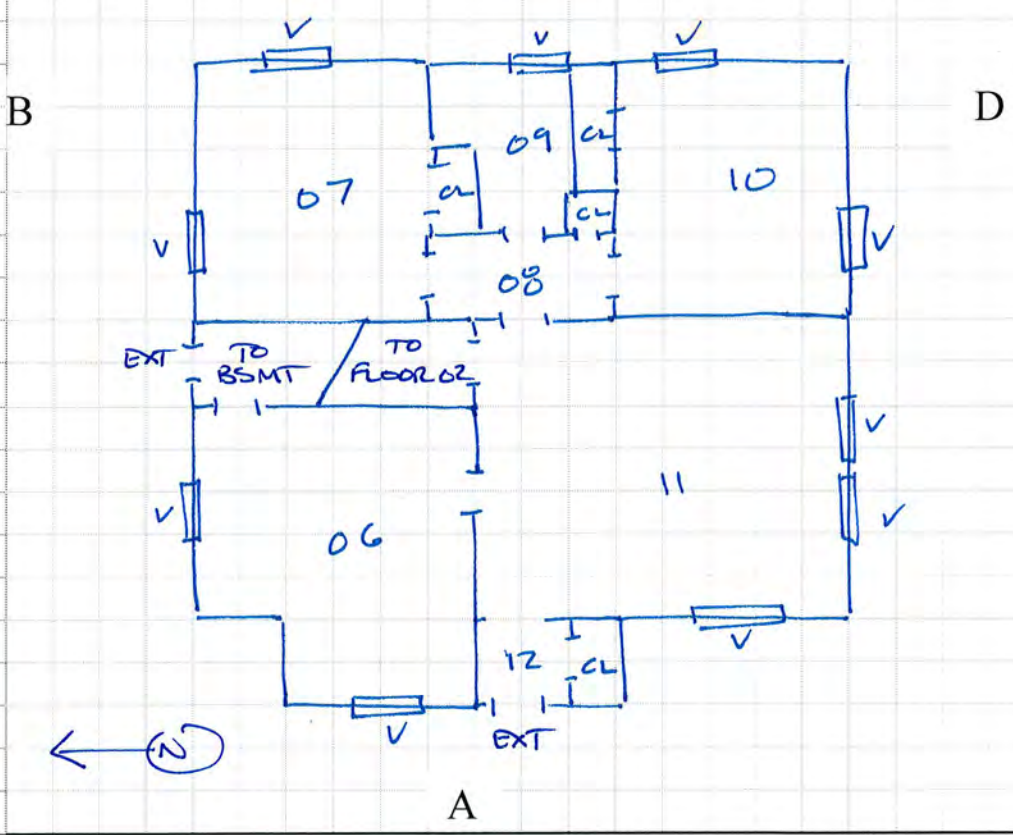 V V V
B D
09 CL
07 CL 10
CL
V V
08
EXT TO BSMT
TO FLOOR 02
V
11
V 06 V
V
12 CL
V EXT
N
A